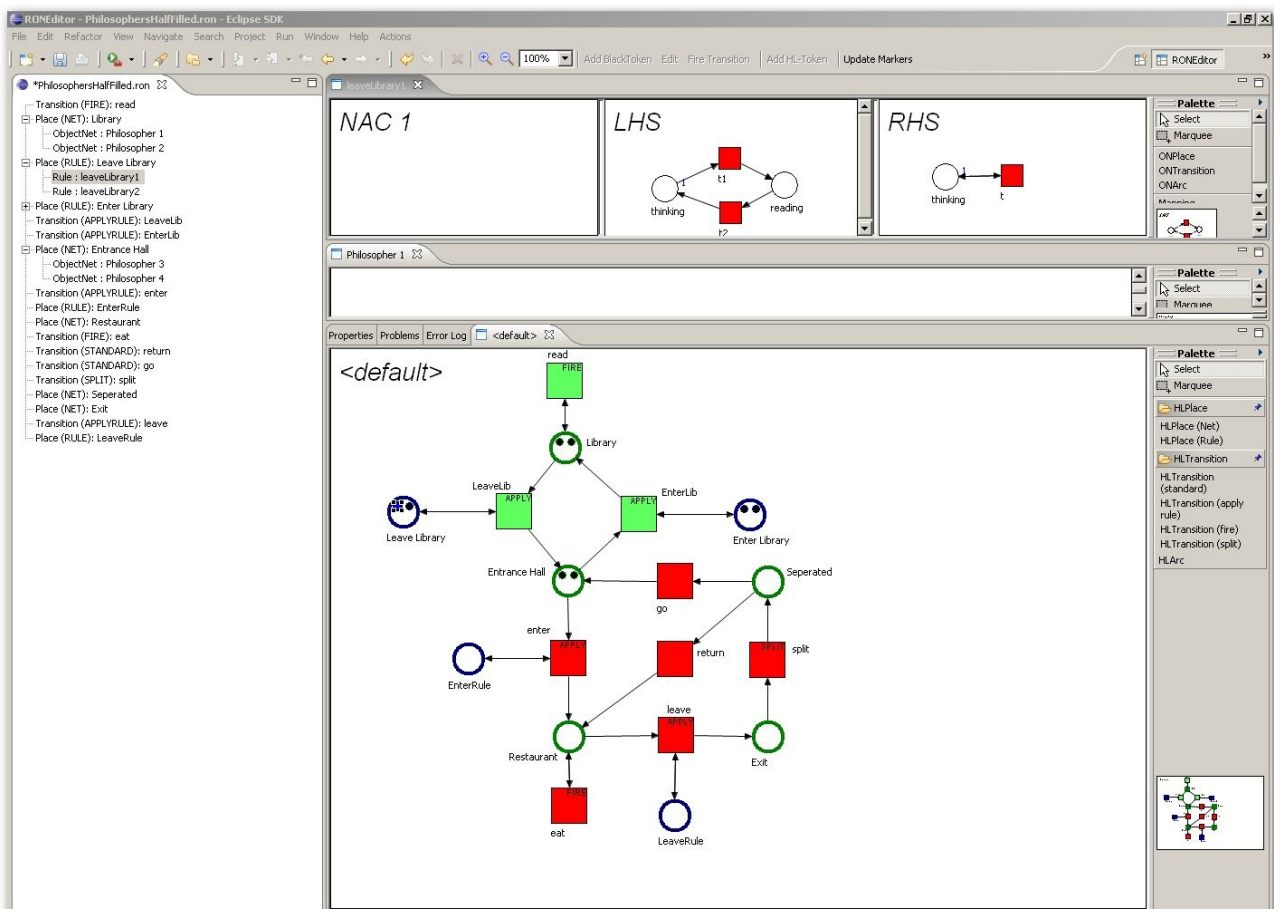 RONEditor - PhilosophersHalfFilled.ron - Eclipse SDK
File Edit Refactor View Navigate Search Project Run Window Help Actions
100% Add BlackToken Edit Fire Transition Add HL-Token Update Markers RONEditor »
*PhilosophersHalfFilled.ron
Transition (FIRE): read
Place (NET): Library
ObjectNet : Philosopher 1
ObjectNet : Philosopher 2
Place (RULE): Leave Library
Rule : leaveLibrary1
Rule : leaveLibrary2
Place (RULE): Enter Library
Transition (APPLYRULE): LeaveLib
Transition (APPLYRULE): EnterLib
Place (NET): Entrance Hall
ObjectNet : Philosopher 3
ObjectNet : Philosopher 4
Transition (APPLYRULE): enter
Place (RULE): EnterRule
Place (NET): Restaurant
Transition (FIRE): eat
Transition (STANDARD): return
Transition (STANDARD): go
Transition (SPLIT): split
Place (NET): Seperated
Place (NET): Exit
Transition (APPLYRULE): leave
Place (RULE): LeaveRule
leaveLibrary1
NAC 1
LHS
t1
1
thinking
reading
t2
RHS
1
thinking
t
Palette
Select
Marquee
ONPlace
ONTransition
ONArc
Mapping
LHS
Philosopher 1
Palette
Select
Marquee
Properties Problems Error Log <default>
<default>
read
FIRE
Library
LeaveLib
APPLY
EnterLib
APPLY
Leave Library
Enter Library
Entrance Hall
Seperated
go
enter
APPLY
return
SPLIT
split
EnterRule
leave
APPLY
Restaurant
Exit
FIRE
eat
LeaveRule
Palette
Select
Marquee
HLPlace
HLPlace (Net)
HLPlace (Rule)
HLTransition
HLTransition
(standard)
HLTransition (apply
rule)
HLTransition (fire)
HLTransition (split)
HLArc